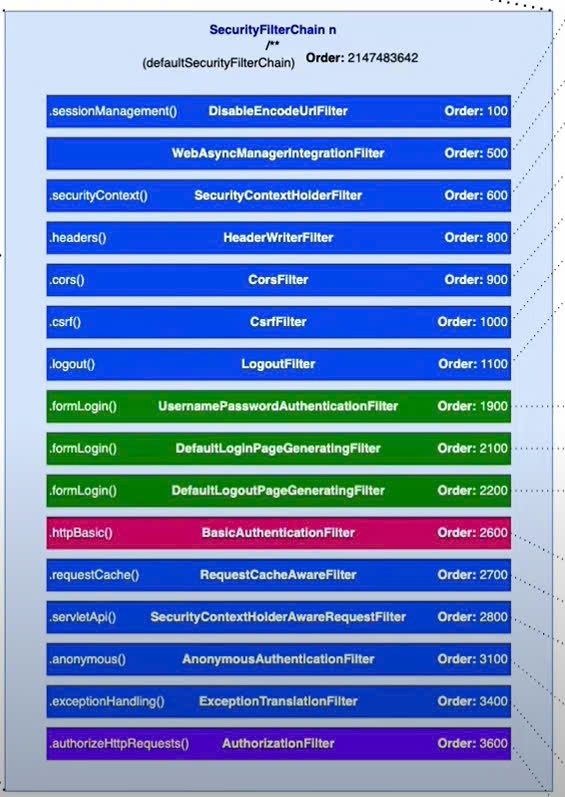 SecurityFilterChain n
/**
(defaultSecurityFilterChain) Order: 2147483642
.sessionManagement() DisableEncodeUrlFilter Order: 100
WebAsyncManagerIntegrationFilter Order: 500
.securityContext() SecurityContextHolderFilter Order: 600
.headers() HeaderWriterFilter Order: 800
.cors() CorsFilter Order: 900
.csrf() CsrfFilter Order: 1000
.logout() LogoutFilter Order: 1100
.formLogin() UsernamePasswordAuthenticationFilter Order: 1900
.formLogin() DefaultLoginPageGeneratingFilter Order: 2100
.formLogin() DefaultLogoutPageGeneratingFilter Order: 2200
.httpBasic() BasicAuthenticationFilter Order: 2600
.requestCache() RequestCacheAwareFilter Order: 2700
.servletApi() SecurityContextHolderAwareRequestFilter Order: 2800
.anonymous() AnonymousAuthenticationFilter Order: 3100
.exceptionHandling() ExceptionTranslationFilter Order: 3400
.authorizeHttpRequests() AuthorizationFilter Order: 3600